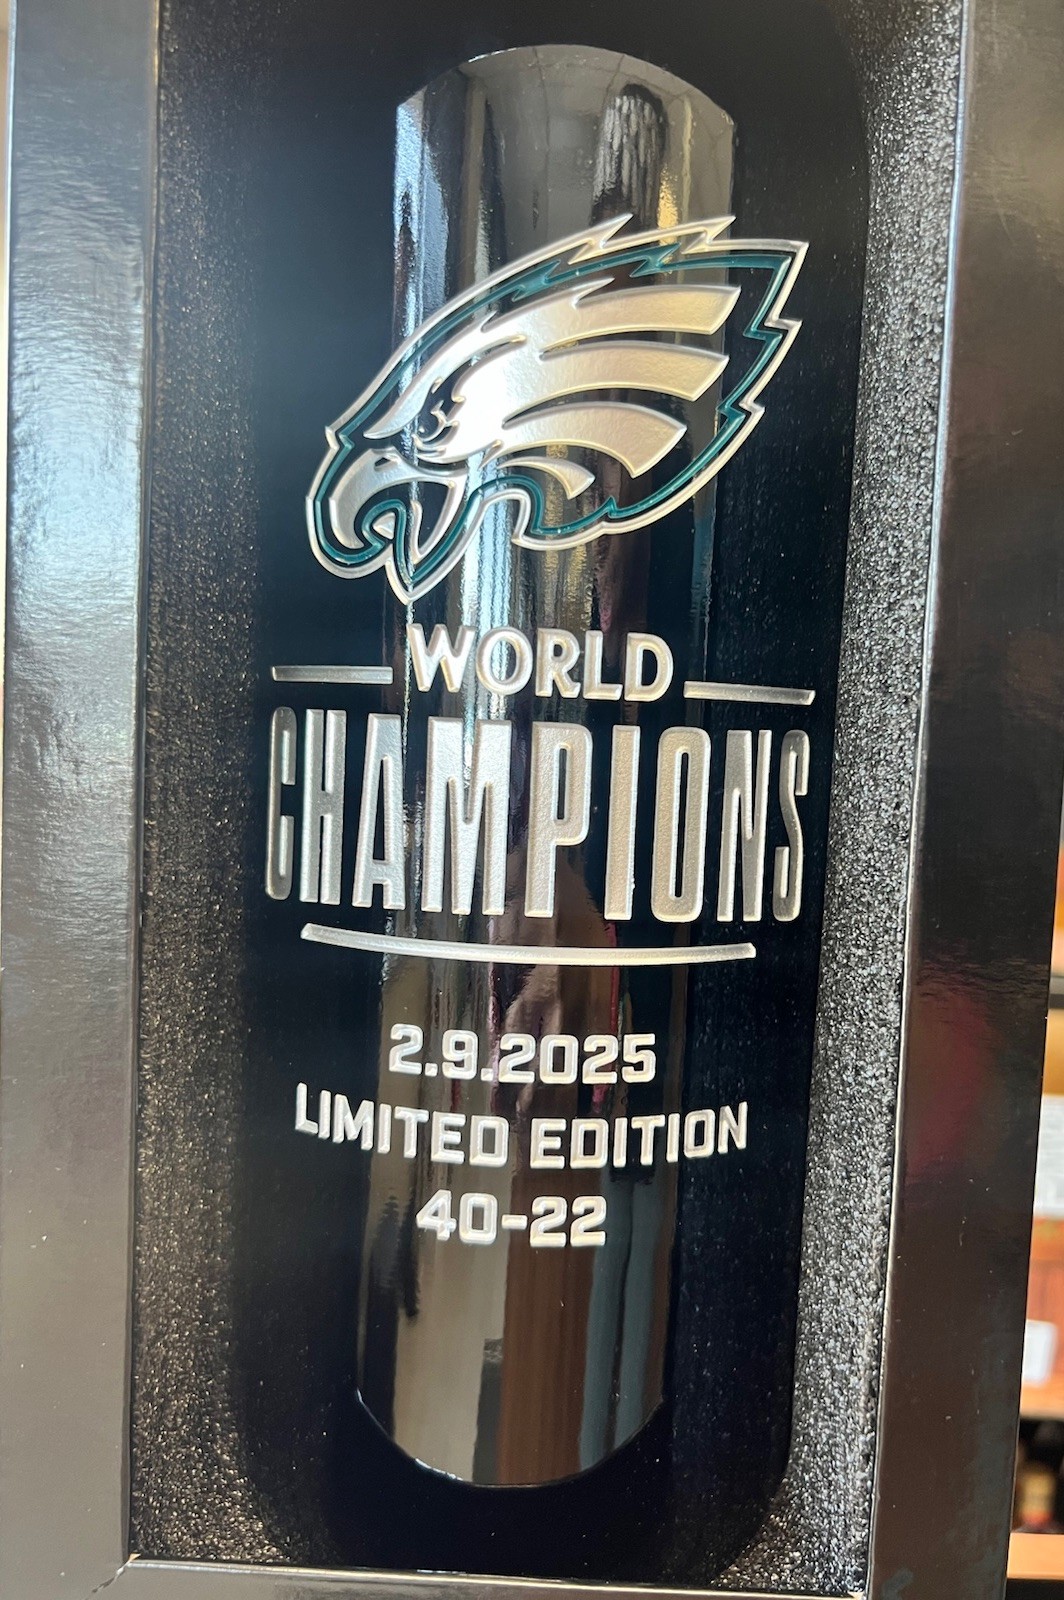 WORLD
CHAMPIONS
2.9.2025
LIMITED EDITION
40-22